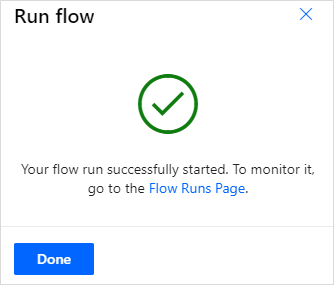 Run flow
Your flow run successfully started. To monitor it,
go to the Flow Runs Page.
Done